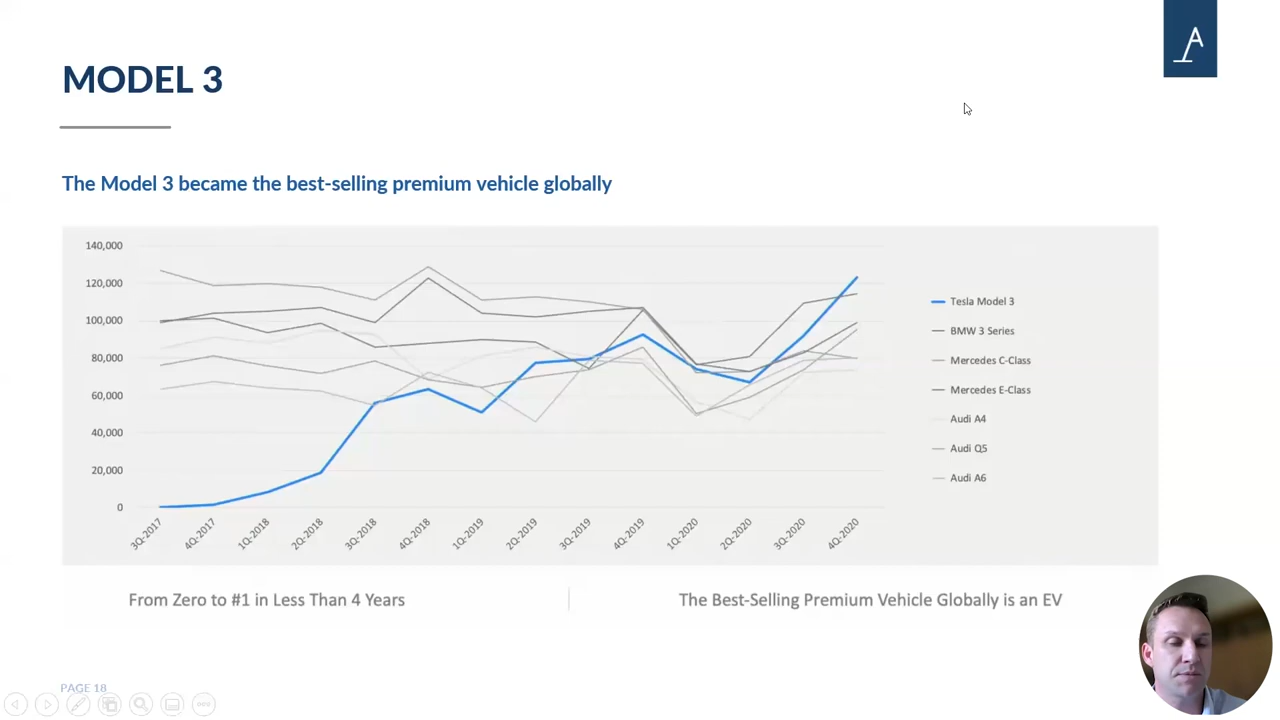 MODEL 3
The Model 3 became the best-selling premium vehicle globally
140,000
120,000
100,000
80,000
60,000
40,000
20,000
0
3Q-2017
4Q-2017
1Q-2018
2Q-2018
3Q-2018
4Q-2018
1Q-2019
2Q-2019
3Q-2019
4Q-2019
1Q-2020
2Q-2020
3Q-2020
4Q-2020
Tesla Model 3
BMW 3 Series
Mercedes C-Class
Mercedes E-Class
Audi A4
Audi Q5
Audi A6
From Zero to #1 in Less Than 4 Years
The Best-Selling Premium Vehicle Globally is an EV
PAGE 18
A